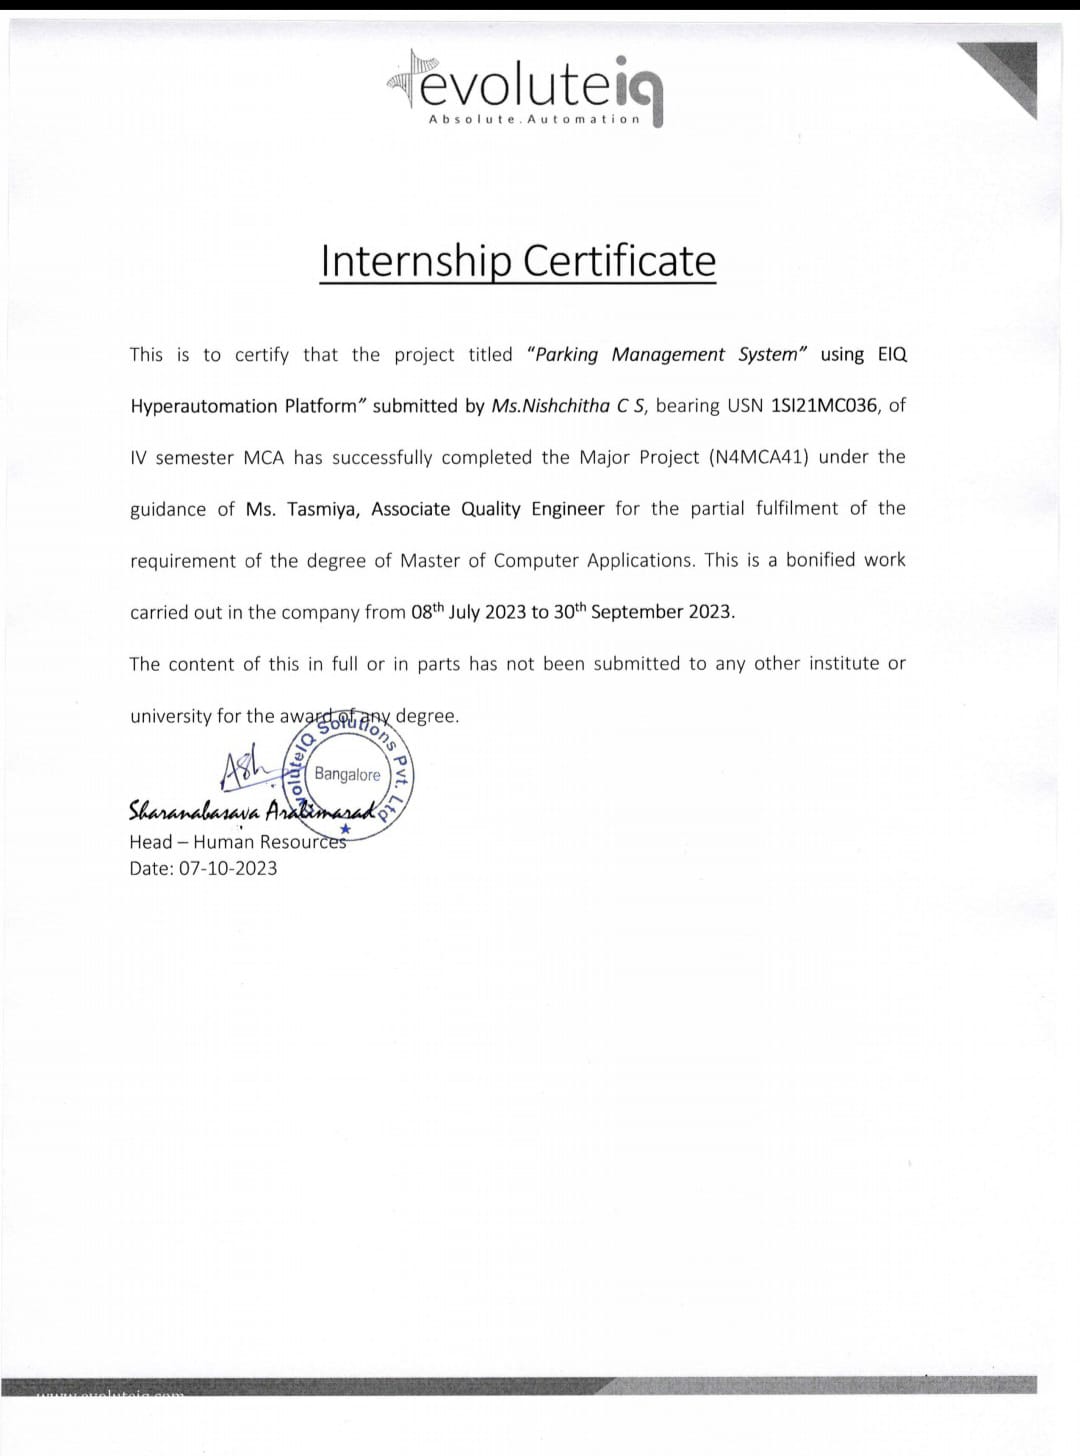 evoluteiq
Absolute.Automation
Internship Certificate
This is to certify that the project titled “Parking Management System” using EIQ
Hyperautomation Platform” submitted by Ms.Nishchitha C S, bearing USN 1SI21MC036, of
IV semester MCA has successfully completed the Major Project (N4MCA41) under the
guidance of Ms. Tasmiya, Associate Quality Engineer for the partial fulfilment of the
requirement of the degree of Master of Computer Applications. This is a bonified work
carried out in the company from 08th July 2023 to 30th September 2023.
The content of this in full or in parts has not been submitted to any other institute or
university for the award of any degree.
EvoluteIQ Solutions Pvt. Ltd
Bangalore
Sharanabasava
Head – Human Resources
Date: 07-10-2023
www.evoluteiq.com